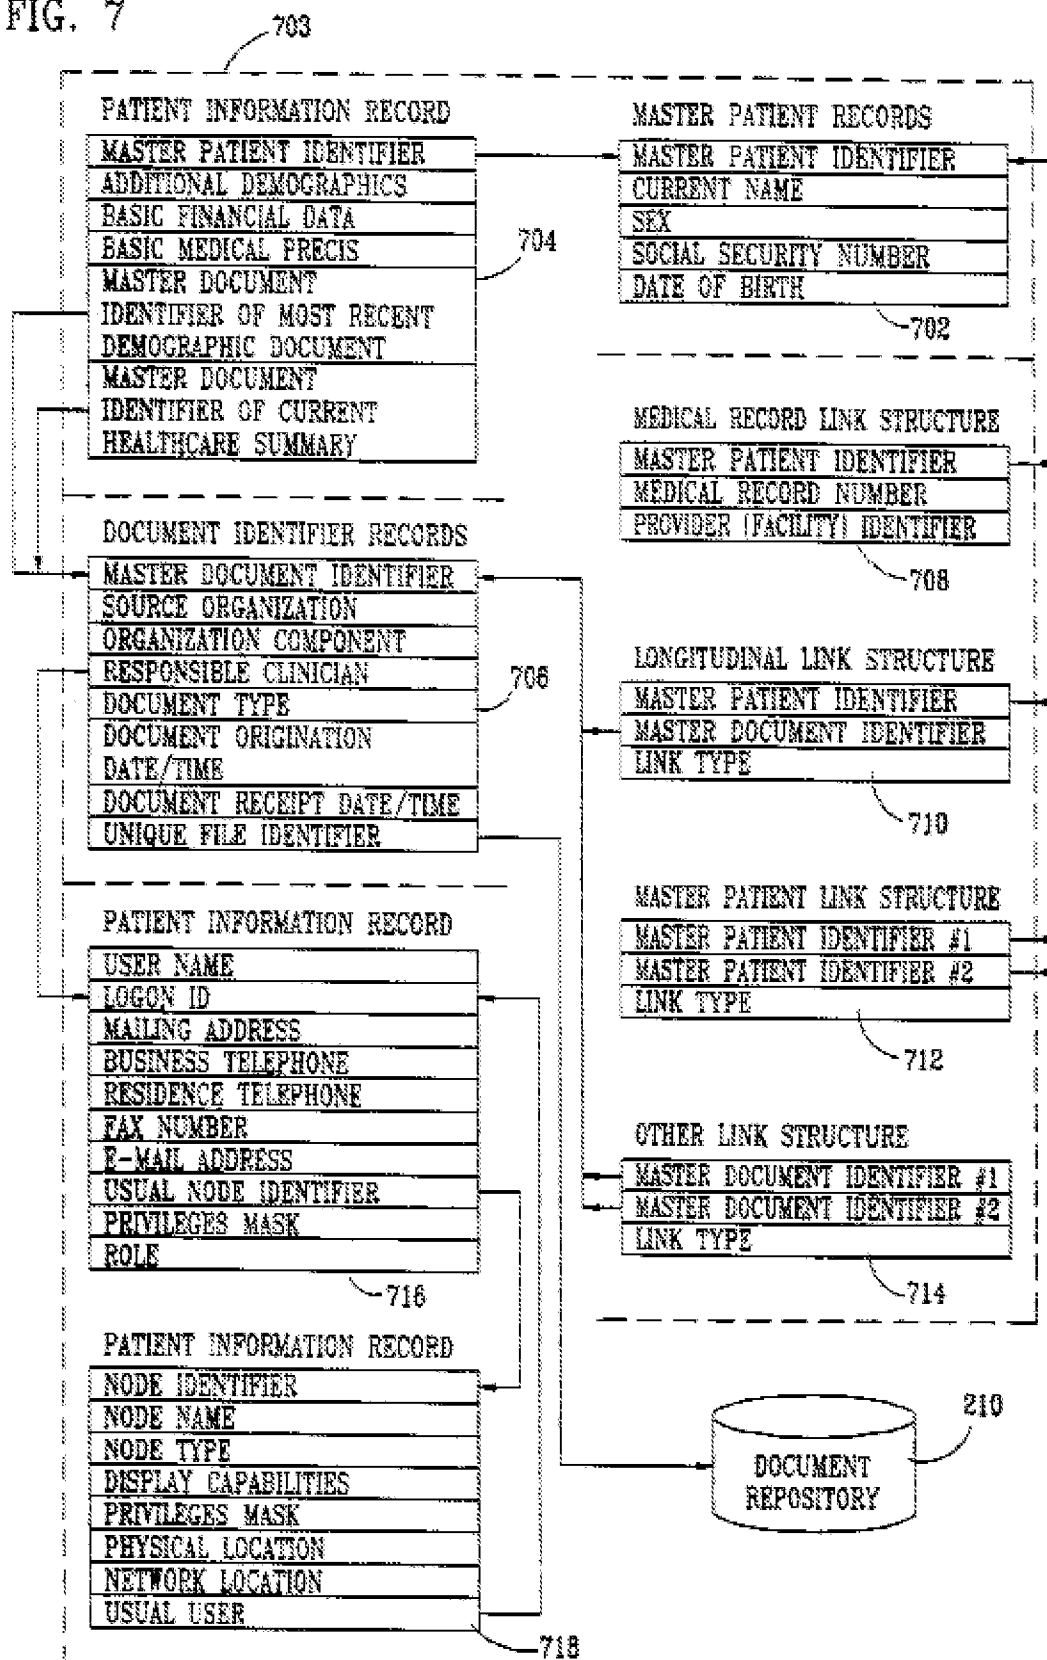 FIG. 7
703
PATIENT INFORMATION RECORD
MASTER PATIENT IDENTIFIER
ADDITIONAL DEMOGRAPHICS
BASIC FINANCIAL DATA
BASIC MEDICAL PRECIS
MASTER DOCUMENT
IDENTIFIER OF MOST RECENT
DEMOGRAPHIC DOCUMENT
MASTER DOCUMENT
IDENTIFIER OF CURRENT
HEALTHCARE SUMMARY
704
MASTER PATIENT RECORDS
MASTER PATIENT IDENTIFIER
CURRENT NAME
SEX
SOCIAL SECURITY NUMBER
DATE OF BIRTH
702
MEDICAL RECORD LINK STRUCTURE
MASTER PATIENT IDENTIFIER
MEDICAL RECORD NUMBER
PROVIDER (FACILITY) IDENTIFIER
708
DOCUMENT IDENTIFIER RECORDS
MASTER DOCUMENT IDENTIFIER
SOURCE ORGANIZATION
ORGANIZATION COMPONENT
RESPONSIBLE CLINICIAN
DOCUMENT TYPE
DOCUMENT ORIGINATION
DATE/TIME
DOCUMENT RECEIPT DATE/TIME
UNIQUE FILE IDENTIFIER
706
LONGITUDINAL LINK STRUCTURE
MASTER PATIENT IDENTIFIER
MASTER DOCUMENT IDENTIFIER
LINK TYPE
710
MASTER PATIENT LINK STRUCTURE
MASTER PATIENT IDENTIFIER #1
MASTER PATIENT IDENTIFIER #2
LINK TYPE
712
PATIENT INFORMATION RECORD
USER NAME
LOGON ID
MAILING ADDRESS
BUSINESS TELEPHONE
RESIDENCE TELEPHONE
FAX NUMBER
E-MAIL ADDRESS
USUAL NODE IDENTIFIER
PRIVILEGES MASK
ROLE
716
OTHER LINK STRUCTURE
MASTER DOCUMENT IDENTIFIER #1
MASTER DOCUMENT IDENTIFIER #2
LINK TYPE
714
PATIENT INFORMATION RECORD
NODE IDENTIFIER
NODE NAME
NODE TYPE
DISPLAY CAPABILITIES
PRIVILEGES MASK
PHYSICAL LOCATION
NETWORK LOCATION
USUAL USER
718
210
DOCUMENT
REPOSITORY